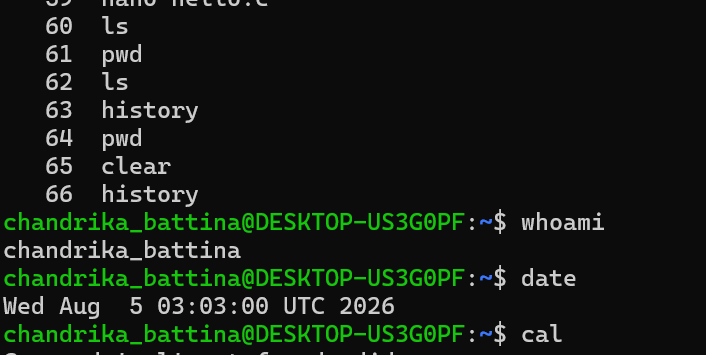 60 ls
61 pwd
62 ls
63 history
64 pwd
65 clear
66 history
chandrika_battina@DESKTOP-US3G0PF:~$ whoami
chandrika_battina
chandrika_battina@DESKTOP-US3G0PF:~$ date
Wed Aug  5 03:03:00 UTC 2026
chandrika_battina@DESKTOP-US3G0PF:~$ cal